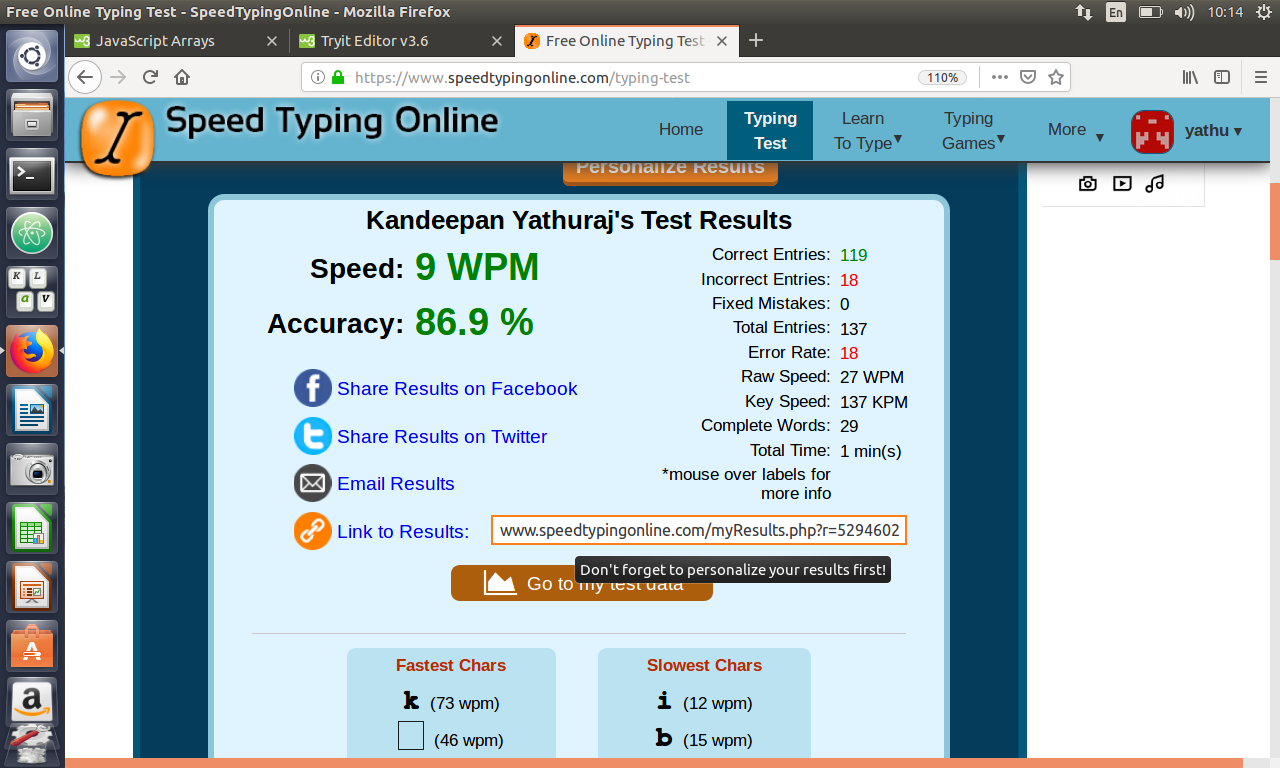 Free Online Typing Test - SpeedTypingOnline - Mozilla Firefox
En
10:14
JavaScript Arrays
Tryit Editor v3.6
Free Online Typing Test
https://www.speedtypingonline.com/typing-test
110%
Speed Typing Online
Home
Typing Test
Learn To Type
Typing Games
More
yathu
Personalize Results
Kandeepan Yathuraj's Test Results
Speed: 9 WPM
Accuracy: 86.9 %
Correct Entries: 119
Incorrect Entries: 18
Fixed Mistakes: 0
Total Entries: 137
Error Rate: 18
Raw Speed: 27 WPM
Key Speed: 137 KPM
Complete Words: 29
Total Time: 1 min(s)
*mouse over labels for
more info
Share Results on Facebook
Share Results on Twitter
Email Results
Link to Results: www.speedtypingonline.com/myResults.php?r=5294602
Don't forget to personalize your results first!
Go to my test data
Fastest Chars
k (73 wpm)
(46 wpm)
Slowest Chars
i (12 wpm)
b (15 wpm)